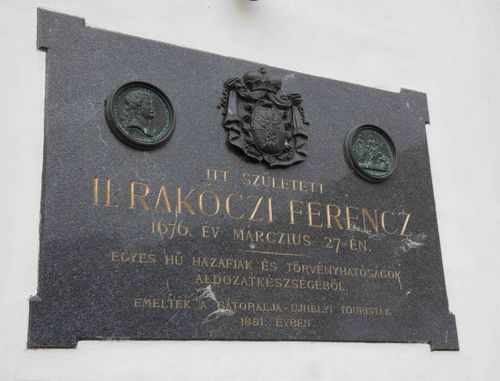 ITT SZÜLETETT
II. RÁKÓCZI FERENCZ
1676. ÉV MÁRCZIUS 27-ÉN.
EGYES HŰ HAZAFIAK ÉS TÖRVÉNYHATÓSÁGOK
ÁLDOZATKÉSZSÉGÉBŐL.
EMELTÉK A SÁTORALJA-UJHELYI TOURISTÁK
1881. ÉVBEN.